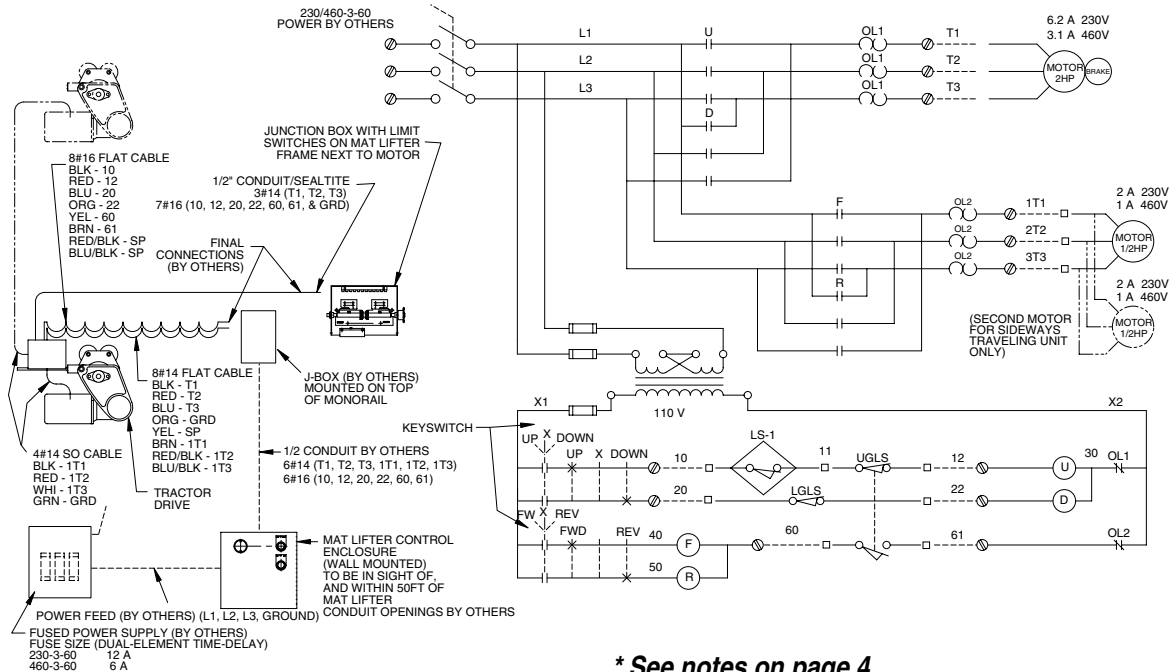 230/460-3-60
POWER BY OTHERS
L1
L2
L3
U
D
OL1
OL1
OL1
T1
T2
T3
6.2 A 230V
3.1 A 460V
MOTOR
2HP
BRAKE
JUNCTION BOX WITH LIMIT
SWITCHES ON MAT LIFTER
FRAME NEXT TO MOTOR
1/2" CONDUIT/SEALTITE
3#14 (T1, T2, T3)
7#16 (10, 12, 20, 22, 60, 61, & GRD)
FINAL
CONNECTIONS
(BY OTHERS)
8#16 FLAT CABLE
BLK - 10
RED - 12
BLU - 20
ORG - 22
YEL - 60
BRN - 61
RED/BLK - SP
BLU/BLK - SP
F
R
OL2
OL2
OL2
1T1
2T2
3T3
2 A 230V
1 A 460V
MOTOR
1/2HP
2 A 230V
1 A 460V
MOTOR
1/2HP
(SECOND MOTOR
FOR SIDEWAYS
TRAVELING UNIT
ONLY)
J-BOX (BY OTHERS)
MOUNTED ON TOP
OF MONORAIL
8#14 FLAT CABLE
BLK - T1
RED - T2
BLU - T3
ORG - GRD
YEL - SP
BRN - 1T1
RED/BLK - 1T2
BLU/BLK - 1T3
4#14 SO CABLE
BLK - 1T1
RED - 1T2
WHI - 1T3
GRN - GRD
TRACTOR
DRIVE
1/2 CONDUIT BY OTHERS
6#14 (T1, T2, T3, 1T1, 1T2, 1T3)
6#16 (10, 12, 20, 22, 60, 61)
X1
110 V
X2
KEYSWITCH
UP X DOWN
UP X DOWN
10
LS-1
11
UGLS
12
U
30
OL1
20
LGLS
22
D
FW X REV
FWD REV
40
F
60
61
OL2
50
R
MAT LIFTER CONTROL
ENCLOSURE
(WALL MOUNTED)
TO BE IN SIGHT OF,
AND WITHIN 50FT OF
MAT LIFTER
CONDUIT OPENINGS BY OTHERS
POWER FEED (BY OTHERS) (L1, L2, L3, GROUND)
FUSED POWER SUPPLY (BY OTHERS)
FUSE SIZE (DUAL-ELEMENT TIME-DELAY)
230-3-60 12 A
460-3-60 6 A
* See notes on page 4